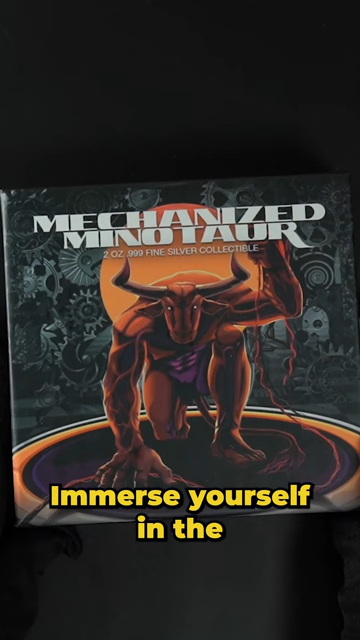 MECHANIZED
MINOTAUR
2 OZ .999 FINE SILVER COLLECTIBLE
Immerse yourself
in the